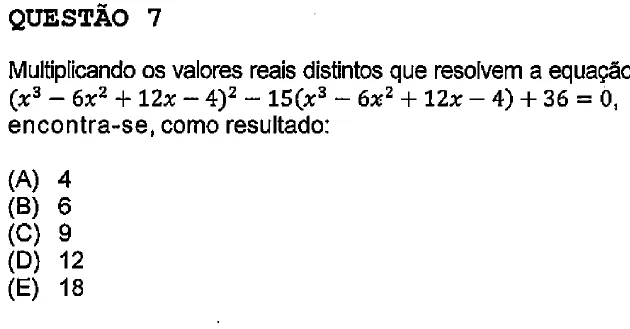 QUESTÃO 7
Multiplicando os valores reais distintos que resolvem a equação
(x³ − 6x² + 12x − 4)² − 15(x³ − 6x² + 12x − 4) + 36 = 0,
encontra-se, como resultado:
(A) 4
(B) 6
(C) 9
(D) 12
(E) 18